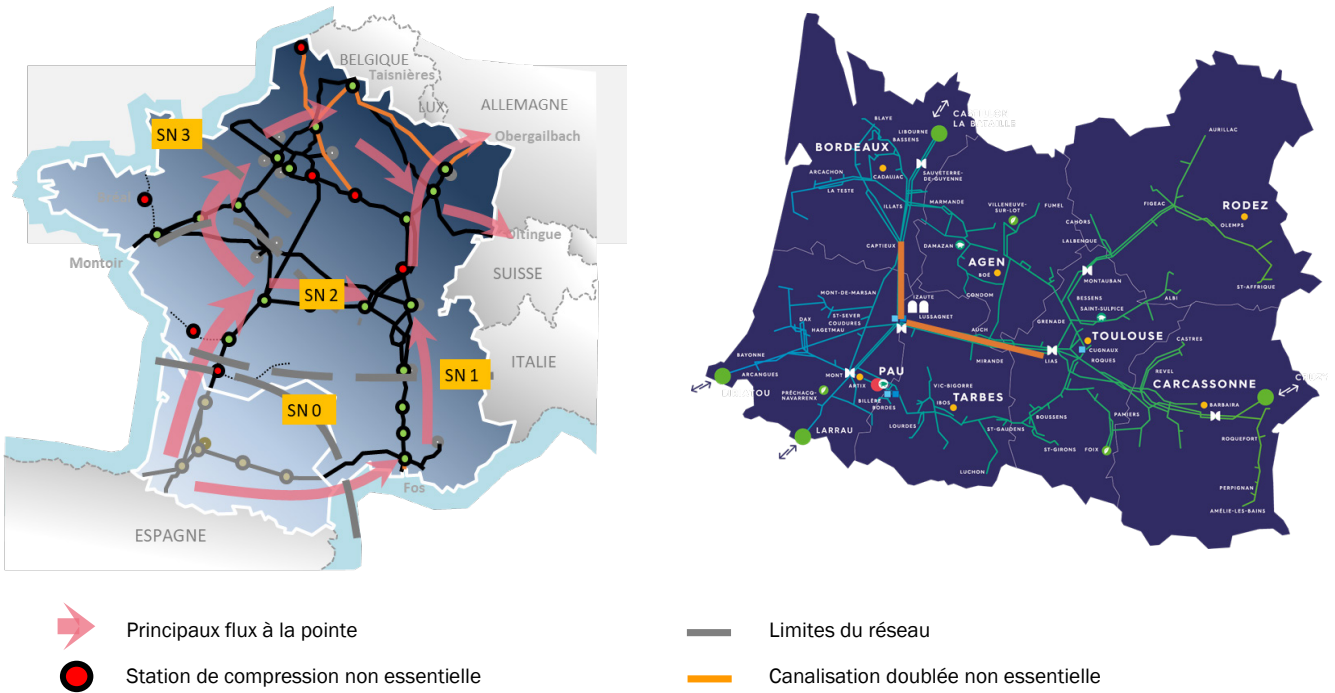 BELGIQUE
Taisnières
LUX
ALLEMAGNE
Obergailbach
SN 3
Montoir
SN 2
SUISSE
ITALIE
SN 1
SN 0
Fos
ESPAGNE
BLAYE
LIBOURNE
BASSENS
BORDEAUX
CADAUJAC
SAUVETERRE-
DE-GUYENNE
ARCACHON
LA TESTE
ILLATS
MARMANDE
VILLENEUVE-
SUR-LOT
FUMEL
CAPTIEUX
DAMAZAN
AGEN
BOÉ
CONDOM
AURILLAC
FIGEAC
RODEZ
OLEMPS
CAHORS
LALBENQUE
MONTAUBAN
ST-AFFRIQUE
BESSENS
SAINT-SULPICE
ALBI
MONT-DE-MARSAN
IZAUTE
LUSSAGNET
ST-SEVER
COUDURES
HAGETMAU
DAX
AUCH
GRENADE
TOULOUSE
CUGNAUX
ROQUES
CASTRES
MIRANDE
LIAS
REVEL
BAYONNE
ARCANGUES
MONT
ARTIX
PAU
PRÉCHACQ-
NAVARRENX
BILLÈRE
BORDES
VIC-BIGORRE
IBOS
TARBES
LOURDES
CARCASSONNE
BARBAIRA
PAMIERS
BOUSSENS
ST-GAUDENS
ST-GIRONS
FOIX
ROQUEFORT
LARRAU
LUCHON
PERPIGNAN
AMÉLIE-LES-BAINS
Principaux flux à la pointe
Limites du réseau
Station de compression non essentielle
Canalisation doublée non essentielle